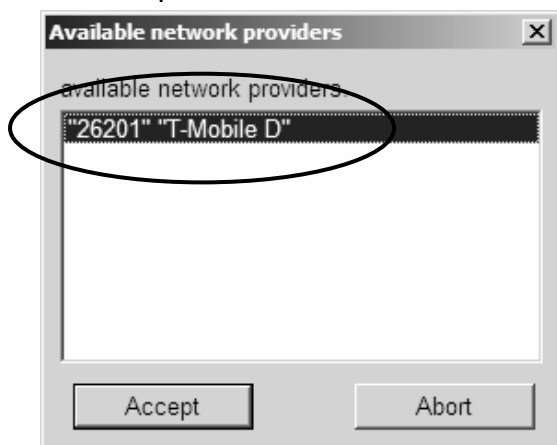 Available network providers
available network providers:
"26201" "T-Mobile D"
Accept
Abort